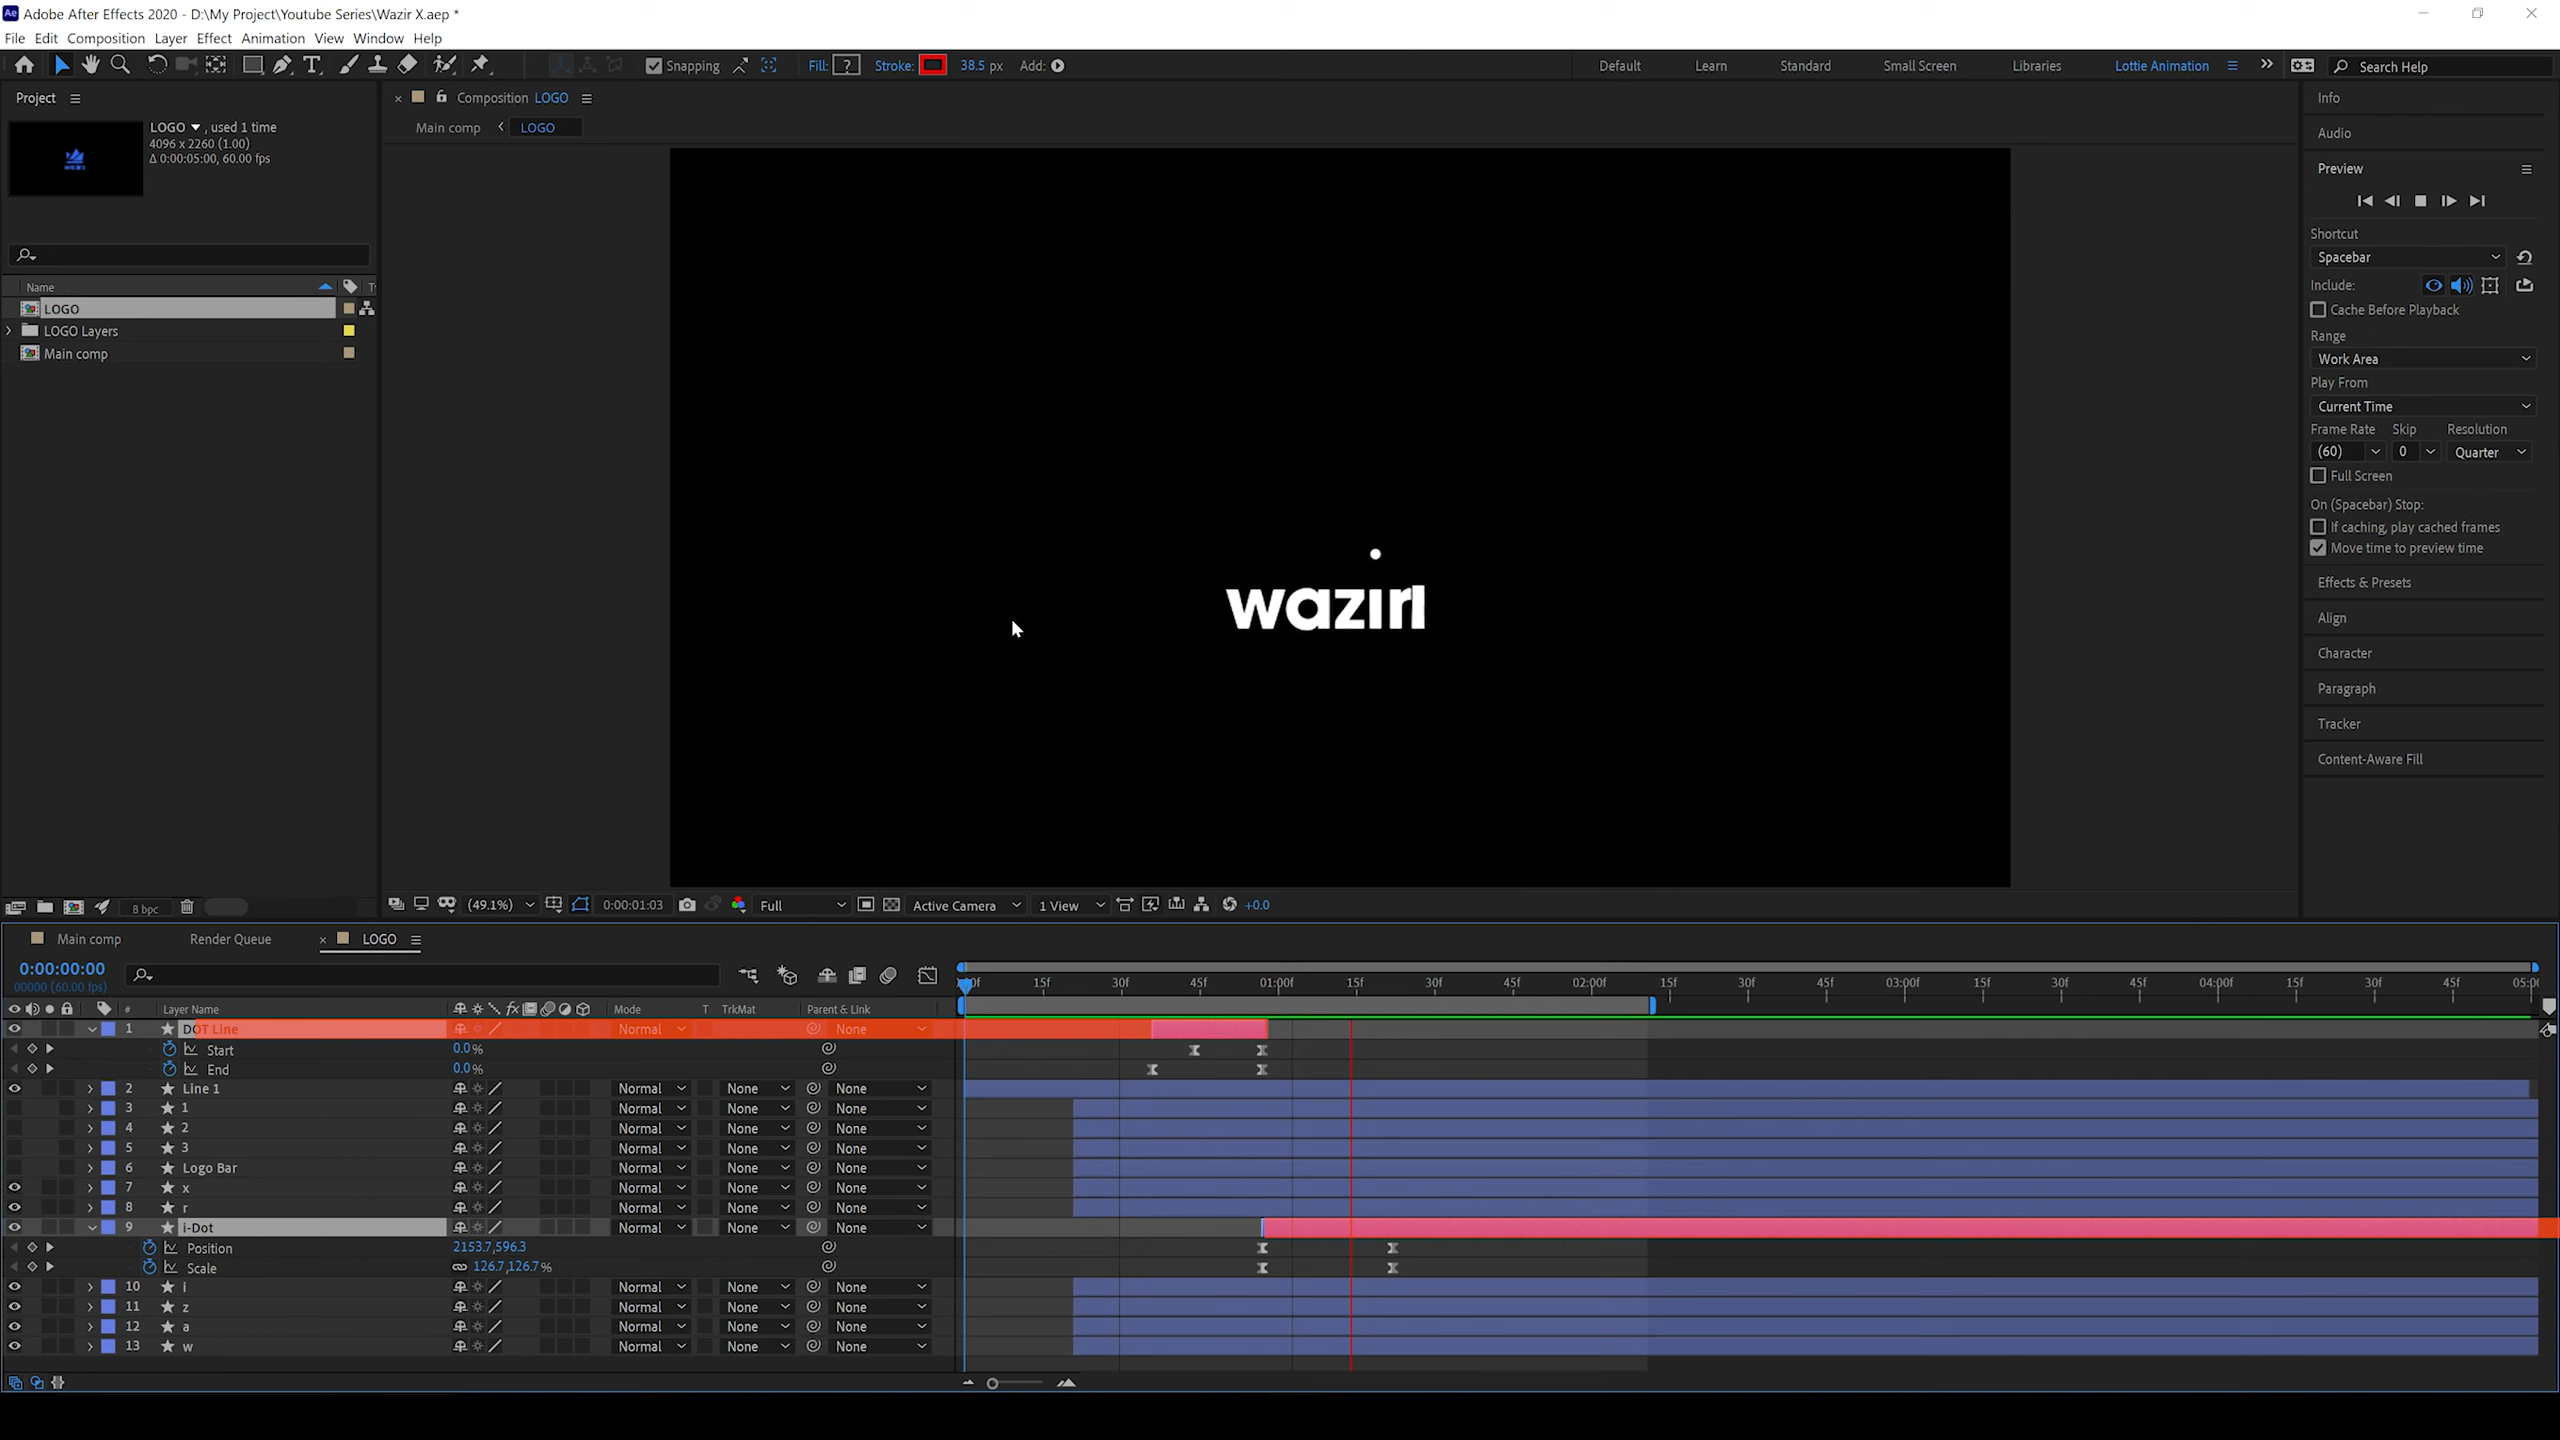 Adobe After Effects 2020 - D:\My Project\Youtube Series\Wazir X.aep *
File Edit Composition Layer Effect Animation View Window Help
Snapping Fill: ? Stroke: 38.5 px Add: Default Learn Standard Small Screen Libraries Lottie Animation Search Help
Project
LOGO , used 1 time
4096 x 2260 (1.00)
Δ 0:00:05:00, 60.00 fps
Name
LOGO
LOGO Layers
Main comp
8 bpc
Composition LOGO
Main comp LOGO
wazırl
(49.1%) 0:00:01:03 Full Active Camera 1 View +0.0
Info
Audio
Preview
Shortcut
Spacebar
Include:
Cache Before Playback
Range
Work Area
Play From
Current Time
Frame Rate Skip Resolution
(60) 0 Quarter
Full Screen
On (Spacebar) Stop:
If caching, play cached frames
Move time to preview time
Effects & Presets
Align
Character
Paragraph
Tracker
Content-Aware Fill
Main comp Render Queue LOGO
0:00:00:00
00000 (60.00 fps)
15f 30f 45f 01:00f 15f 30f 45f 02:00f 15f 30f 45f 03:00f 15f 30f 45f 04:00f 15f 30f 45f
# Layer Name fx Mode T TrkMat Parent & Link
1 DOT Line Normal None
Start 0.0%
End 0.0%
2 Line 1 Normal None None
3 1 Normal None None
4 2 Normal None None
5 3 Normal None None
6 Logo Bar Normal None None
7 x Normal None None
8 r Normal None None
9 i-Dot Normal None None
Position 2153.7,596.3
Scale 126.7,126.7%
10 i Normal None None
11 z Normal None None
12 a Normal None None
13 w Normal None None